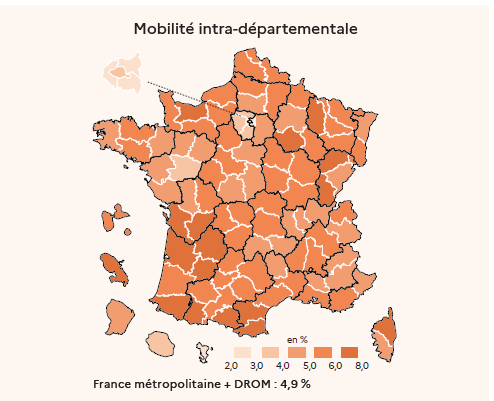 Mobilité intra-départementale
en %
2,0 3,0 4,0 5,0 6,0 8,0
France métropolitaine + DROM : 4,9 %